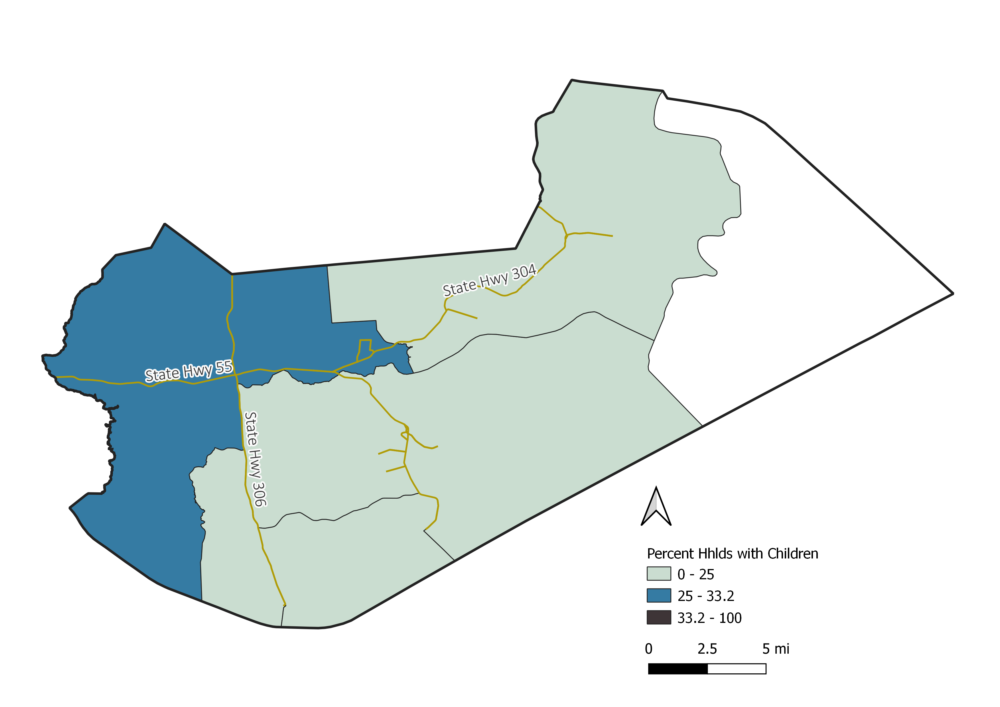 State Hwy 304
State Hwy 55
State Hwy 306
Percent Hhlds with Children
0 - 25
25 - 33.2
33.2 - 100
0 2.5 5 mi